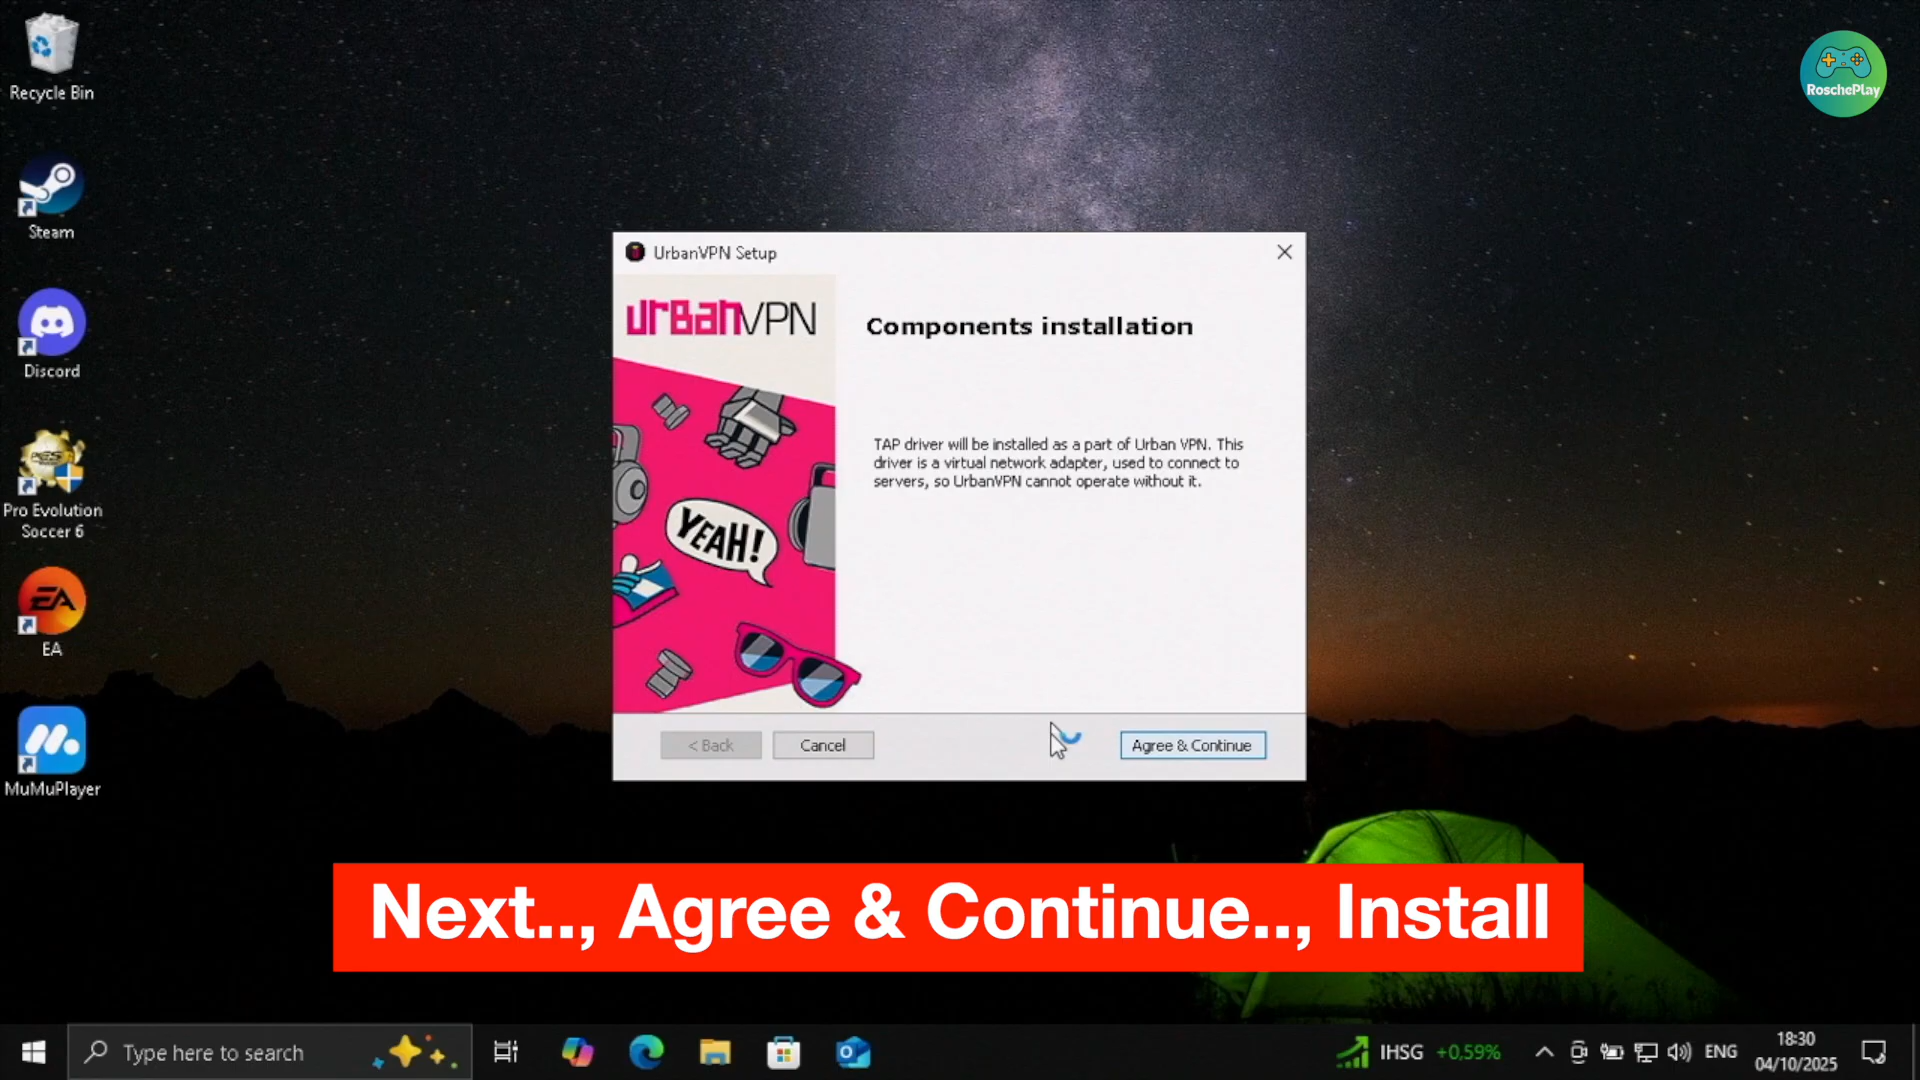 Recycle Bin
Steam
Discord
PES6
Pro Evolution
Soccer 6
EA
EA
MuMuPlayer
RoschePlay
UrbanVPN Setup
urBanVPN
YEAH!
Components installation
TAP driver will be installed as a part of Urban VPN. This
driver is a virtual network adapter, used to connect to
servers, so UrbanVPN cannot operate without it.
< Back
Cancel
Agree & Continue
Next.., Agree & Continue.., Install
Type here to search
IHSG +0,59%
ENG
18:30
04/10/2025